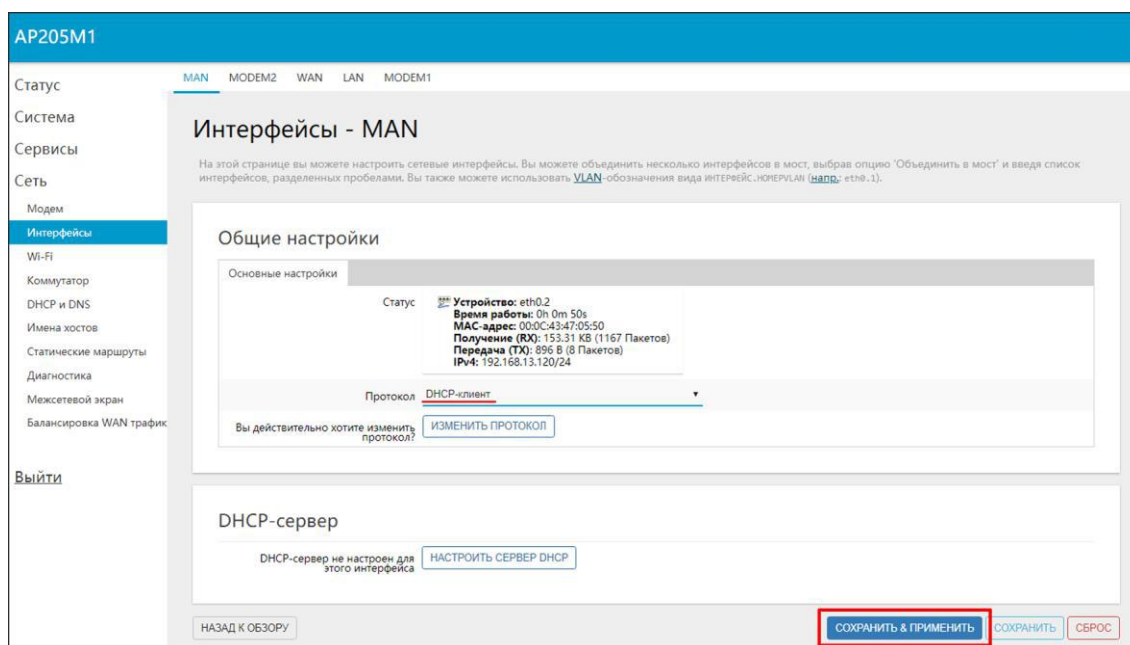 AP205M1
Статус
Система
Сервисы
Сеть
Модем
Интерфейсы
Wi-Fi
Коммутатор
DHCP и DNS
Имена хостов
Статические маршруты
Диагностика
Межсетевой экран
Балансировка WAN трафик
Выйти
MAN MODEM2 WAN LAN MODEM1
Интерфейсы - MAN
На этой странице вы можете настроить сетевые интерфейсы. Вы можете объединить несколько интерфейсов в мост, выбрав опцию 'Объединить в мост' и введя список
интерфейсов, разделенных пробелами. Вы также можете использовать VLAN-обозначения вида ИНТЕРФЕЙС.НОМЕРVLAN (напр.: eth0.1).
Общие настройки
Основные настройки
Статус
Устройство: eth0.2
Время работы: 0h 0m 50s
MAC-адрес: 00:0C:43:47:05:50
Получение (RX): 153.31 KB (1167 Пакетов)
Передача (TX): 896 B (8 Пакетов)
IPv4: 192.168.13.120/24
Протокол DHCP-клиент
Вы действительно хотите изменить
протокол?
ИЗМЕНИТЬ ПРОТОКОЛ
DHCP-сервер
DHCP-сервер не настроен для
этого интерфейса
НАСТРОИТЬ СЕРВЕР DHCP
НАЗАД К ОБЗОРУ СОХРАНИТЬ & ПРИМЕНИТЬ СОХРАНИТЬ СБРОС